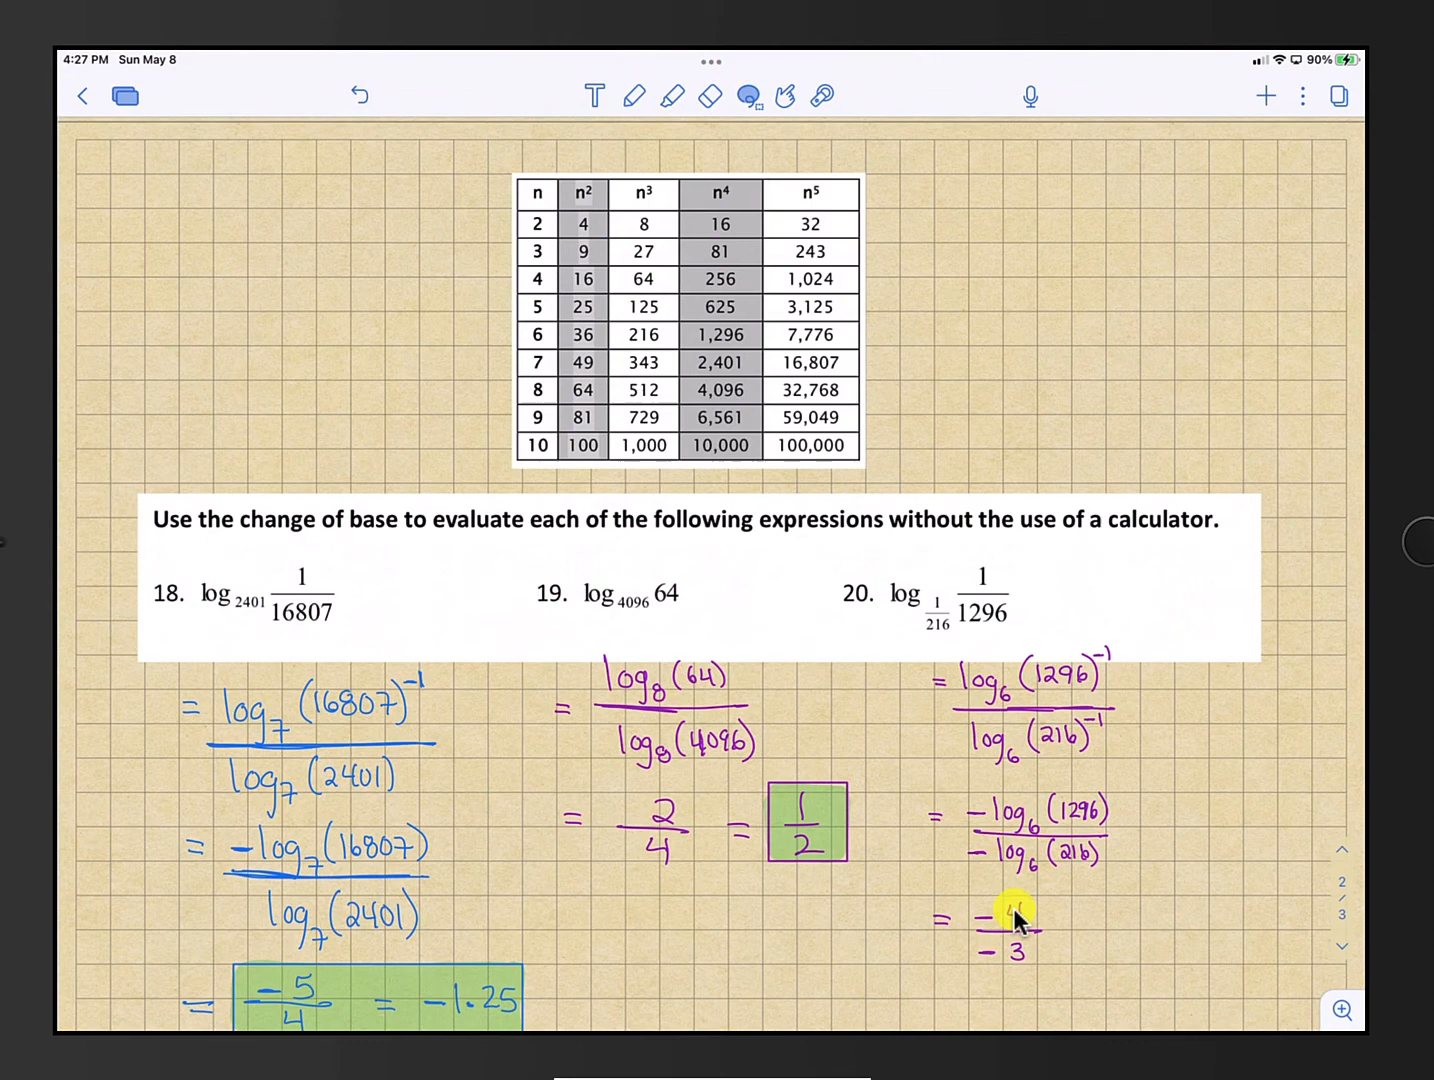 4:27 PM Sun May 8
90%
n n² n³ n⁴ n⁵
2 4 8 16 32
3 9 27 81 243
4 16 64 256 1,024
5 25 125 625 3,125
6 36 216 1,296 7,776
7 49 343 2,401 16,807
8 64 512 4,096 32,768
9 81 729 6,561 59,049
10 100 1,000 10,000 100,000
Use the change of base to evaluate each of the following expressions without the use of a calculator.
18. log₂₄₀₁ 1/16807
19. log₄₀₉₆ 64
20. log_(1/216) 1/1296
= log₇(16807)⁻¹
log₇(2401)
= -log₇(16807)
log₇(2401)
= -5/4 = -1.25
= log₈(64)
log₈(4096)
= 2/4 = 1/2
= log₆(1296)⁻¹
log₆(216)⁻¹
= -log₆(1296)
-log₆(216)
= -
-3
2
/
3